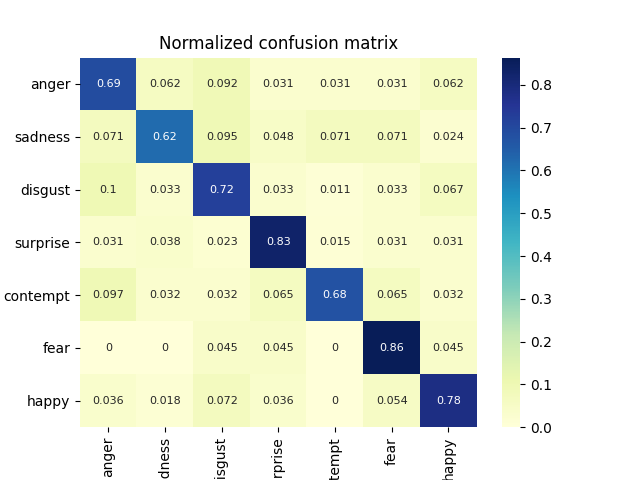 Normalized confusion matrix
anger 0.69 0.062 0.092 0.031 0.031 0.031 0.062
sadness 0.071 0.62 0.095 0.048 0.071 0.071 0.024
disgust 0.1 0.033 0.72 0.033 0.011 0.033 0.067
surprise 0.031 0.038 0.023 0.83 0.015 0.031 0.031
contempt 0.097 0.032 0.032 0.065 0.68 0.065 0.032
fear 0 0 0.045 0.045 0 0.86 0.045
happy 0.036 0.018 0.072 0.036 0 0.054 0.78
anger
dness
isgust
rprise
tempt
fear
happy
0.8
0.7
0.6
0.5
0.4
0.3
0.2
0.1
0.0